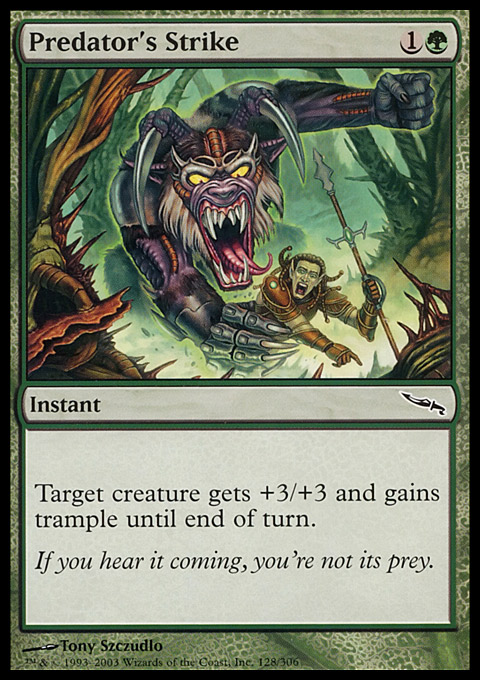 Predator's Strike 1
Instant
Target creature gets +3/+3 and gains
trample until end of turn.
If you hear it coming, you're not its prey.
Tony Szczudlo
™ & © 1993-2003 Wizards of the Coast, Inc. 128/306